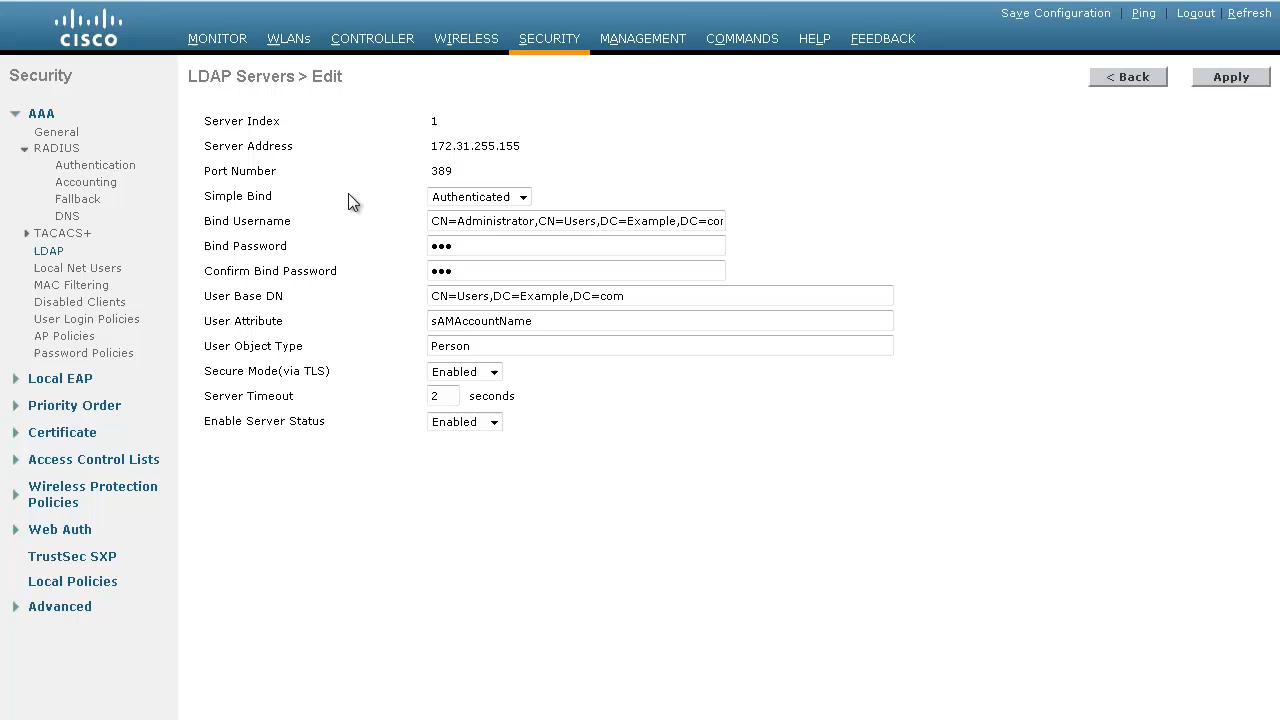 Save Configuration | Ping | Logout | Refresh
CISCO
MONITOR WLANs CONTROLLER WIRELESS SECURITY MANAGEMENT COMMANDS HELP FEEDBACK
Security
AAA
General
RADIUS
Authentication
Accounting
Fallback
DNS
TACACS+
LDAP
Local Net Users
MAC Filtering
Disabled Clients
User Login Policies
AP Policies
Password Policies
Local EAP
Priority Order
Certificate
Access Control Lists
Wireless Protection
Policies
Web Auth
TrustSec SXP
Local Policies
Advanced
LDAP Servers > Edit
< Back Apply
Server Index 1
Server Address 172.31.255.155
Port Number 389
Simple Bind Authenticated
Bind Username CN=Administrator,CN=Users,DC=Example,DC=co
Bind Password •••
Confirm Bind Password •••
User Base DN CN=Users,DC=Example,DC=com
User Attribute sAMAccountName
User Object Type Person
Secure Mode(via TLS) Enabled
Server Timeout 2 seconds
Enable Server Status Enabled